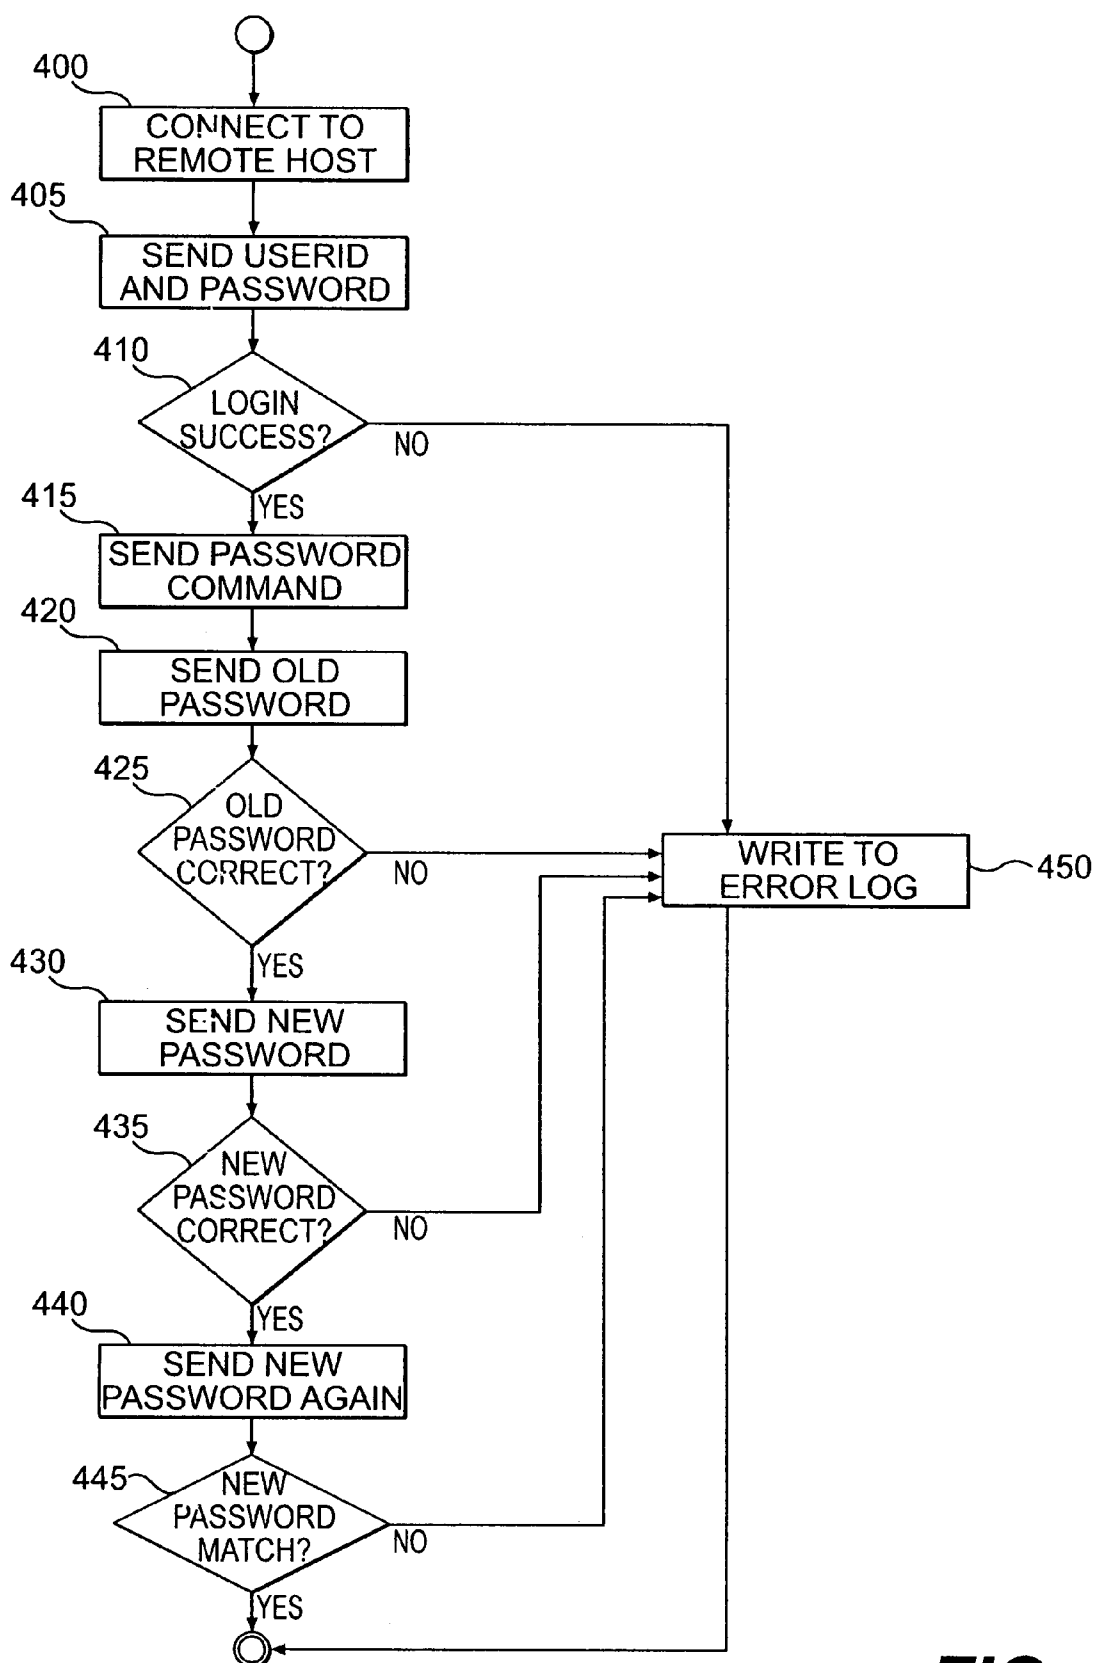 400
CONNECT TO
REMOTE HOST
405
SEND USERID
AND PASSWORD
410
LOGIN
SUCCESS?
NO
YES
415
SEND PASSWORD
COMMAND
420
SEND OLD
PASSWORD
425
OLD
PASSWORD
CORRECT?
NO
WRITE TO
ERROR LOG
450
YES
430
SEND NEW
PASSWORD
435
NEW
PASSWORD
CORRECT?
NO
YES
440
SEND NEW
PASSWORD AGAIN
445
NEW
PASSWORD
MATCH?
NO
YES